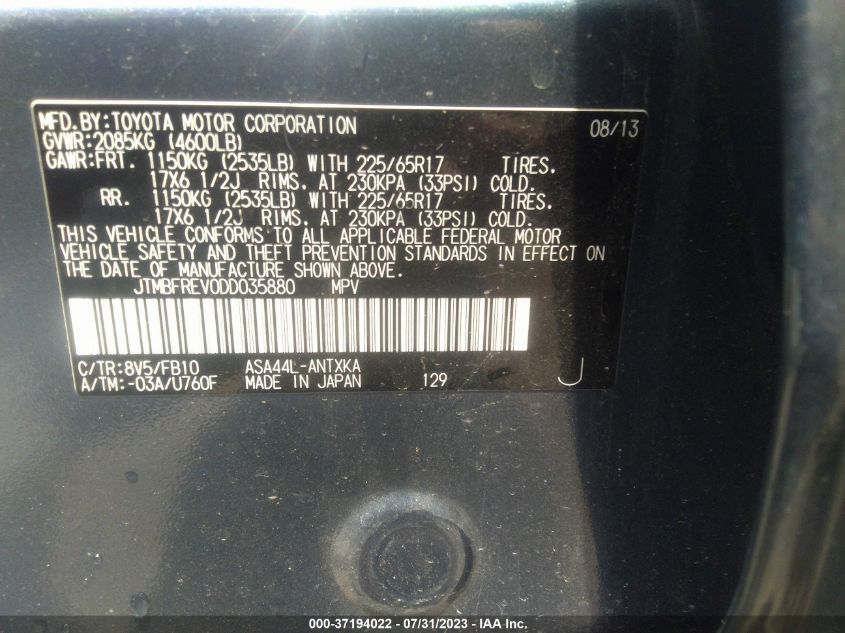 MFD.BY:TOYOTA MOTOR CORPORATION 08/13
GVWR:2085KG (4600LB)
GAWR:FRT. 1150KG (2535LB) WITH 225/65R17 TIRES.
17X6 1/2J RIMS. AT 230KPA (33PSI) COLD.
RR. 1150KG (2535LB) WITH 225/65R17 TIRES.
17X6 1/2J RIMS. AT 230KPA (33PSI) COLD.
THIS VEHICLE CONFORMS TO ALL APPLICABLE FEDERAL MOTOR
VEHICLE SAFETY AND THEFT PREVENTION STANDARDS IN EFFECT ON
THE DATE OF MANUFACTURE SHOWN ABOVE.
JTMBFREV0DD035880 MPV
C/TR:8V5/FB10 ASA44L-ANTXKA
A/TM:-03A/U760F MADE IN JAPAN 129 J
000-37194022 - 07/31/2023 - IAA Inc.